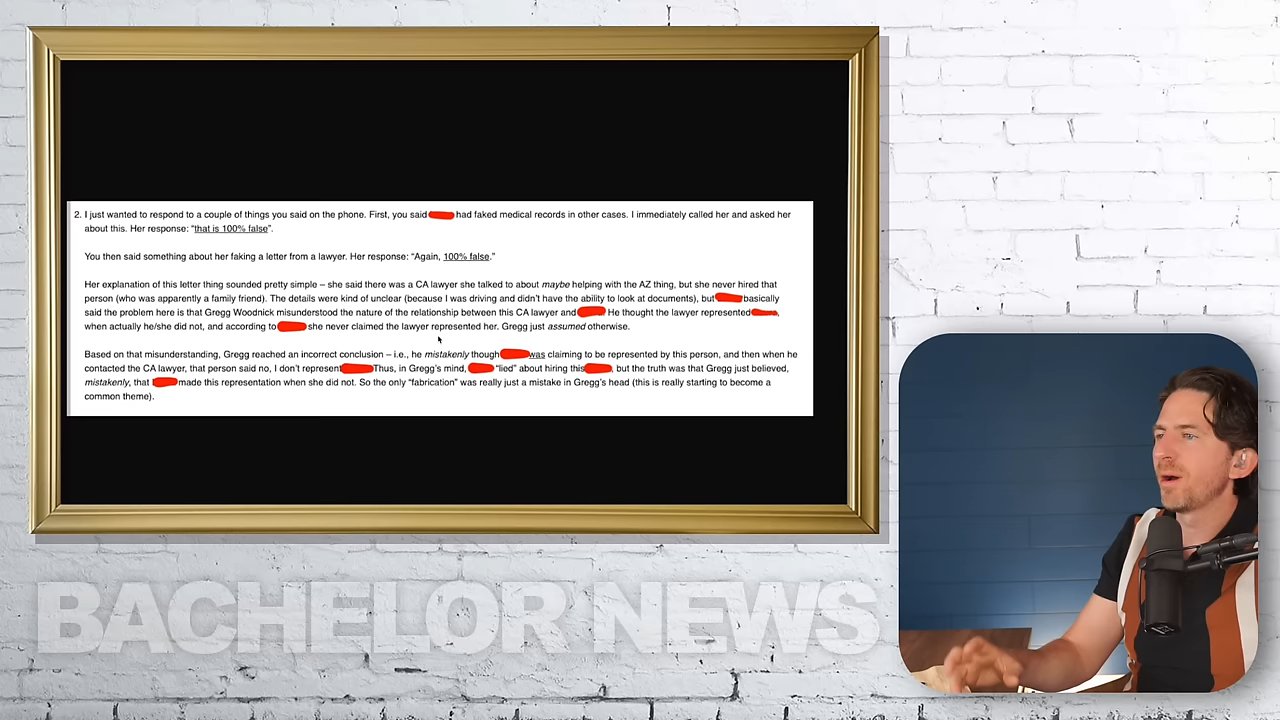 2. I just wanted to respond to a couple of things you said on the phone. First, you said had faked medical records in other cases. I immediately called her and asked her
about this. Her response: “that is 100% false”.
You then said something about her faking a letter from a lawyer. Her response: “Again, 100% false.”
Her explanation of this letter thing sounded pretty simple – she said there was a CA lawyer she talked to about maybe helping with the AZ thing, but she never hired that
person (who was apparently a family friend). The details were kind of unclear (because I was driving and didn’t have the ability to look at documents), but basically
said the problem here is that Gregg Woodnick misunderstood the nature of the relationship between this CA lawyer and He thought the lawyer represented ,
when actually he/she did not, and according to she never claimed the lawyer represented her. Gregg just assumed otherwise.
Based on that misunderstanding, Gregg reached an incorrect conclusion – i.e., he mistakenly though was claiming to be represented by this person, and then when he
contacted the CA lawyer, that person said no, I don’t represent Thus, in Gregg’s mind, “lied” about hiring this , but the truth was that Gregg just believed,
mistakenly, that made this representation when she did not. So the only “fabrication” was really just a mistake in Gregg’s head (this is really starting to become a
common theme).
BACHELOR NEWS